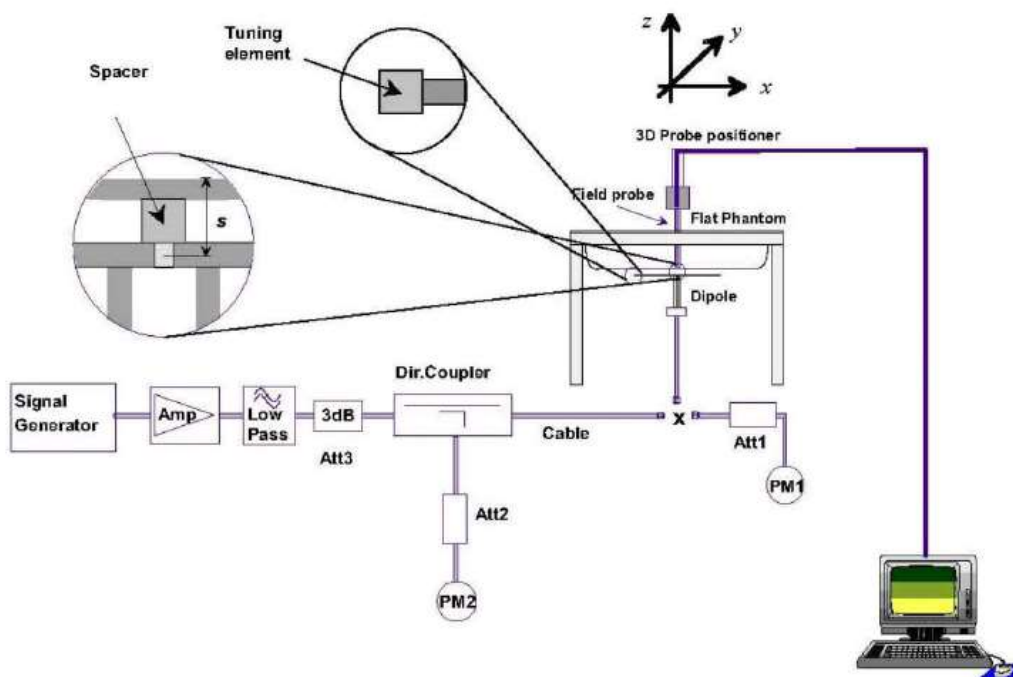 Tuning
element
Spacer
s
z
y
x
3D Probe positioner
Field probe
Flat Phantom
Dipole
Dir.Coupler
Signal
Generator
Amp
Low
Pass
3dB
Att3
Cable
x
Att1
PM1
Att2
PM2